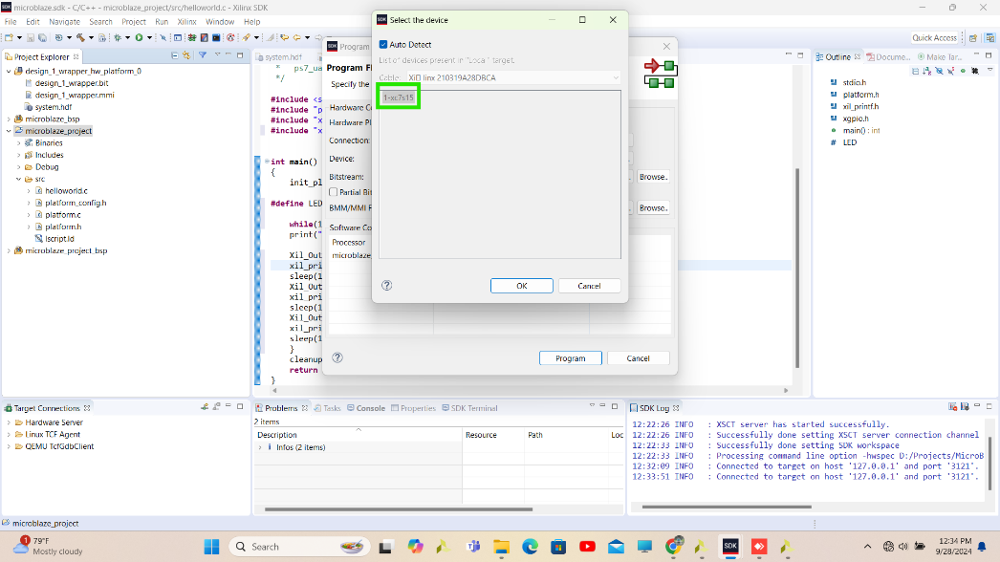 microblaze.sdk - C/C++ - microblaze_project/src/helloworld.c - Xilinx SDK
File Edit Navigate Search Project Run Xilinx Window Help
Quick Access
Project Explorer
design_1_wrapper_hw_platform_0
design_1_wrapper.bit
design_1_wrapper.mmi
system.hdf
microblaze_bsp
microblaze_project
Binaries
Includes
Debug
src
helloworld.c
platform_config.h
platform.c
platform.h
lscript.ld
microblaze_project_bsp
system.hdf
* ps7_ua
*/
#include <s
#include "p
#include "x
#include "x
int main()
{
init_pl
#define LED
while(1
print("
Xil_Out
xil_pri
sleep(1
Xil_Out
xil_pri
sleep(1
Xil_Out
xil_pri
sleep(1
}
cleanup
return
}
SDK Program
Program F
Specify the
Hardware Co
Hardware Pl
Connection:
Device:
Bitstream:
Browse..
Partial Bit
BMM/MMI F
Browse..
Software Co
Processor
microblaze
Program
Cancel
SDK Select the device
Auto Detect
List of devices present in 'Local' target.
Cable: Xilinx 210319A28DBCA
1-xc7s15
OK
Cancel
Outline Docume... Make Tar...
stdio.h
platform.h
xil_printf.h
xgpio.h
main() : int
LED
Target Connections
Hardware Server
Linux TCF Agent
QEMU TcfGdbClient
Problems Tasks Console Properties SDK Terminal
2 items
Description Resource Path Loc
Infos (2 items)
SDK Log
12:22:26 INFO : XSCT server has started successfully.
12:22:26 INFO : Successfully done setting XSCT server connection channel
12:22:33 INFO : Successfully done setting SDK workspace
12:22:33 INFO : Processing command line option -hwspec D:/Projects/MicroB
12:32:09 INFO : Connected to target on host '127.0.0.1' and port '3121'.
12:33:51 INFO : Connected to target on host '127.0.0.1' and port '3121'.
microblaze_project
1
79°F
Mostly cloudy
Search
SDK
12:34 PM
9/28/2024